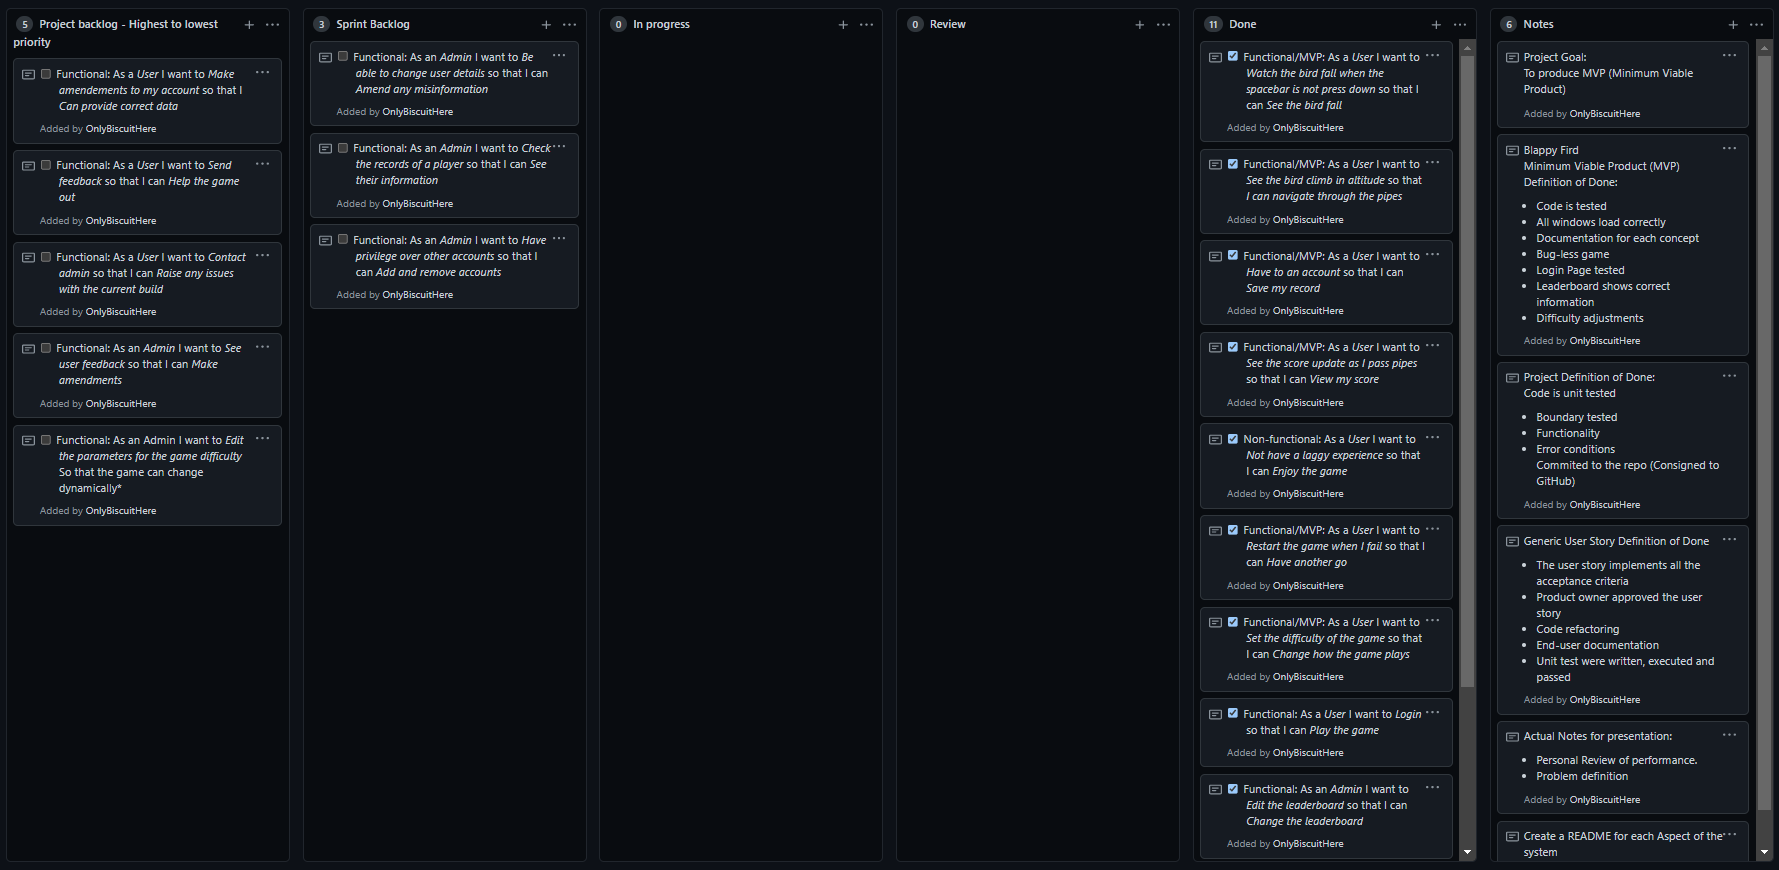 5 Project backlog - Highest to lowest
priority
Functional: As a User I want to Make
amendements to my account so that I
Can provide correct data
Added by OnlyBiscuitHere
Functional: As a User I want to Send
feedback so that I can Help the game
out
Added by OnlyBiscuitHere
Functional: As a User I want to Contact
admin so that I can Raise any issues
with the current build
Added by OnlyBiscuitHere
Functional: As an Admin I want to See
user feedback so that I can Make
amendments
Added by OnlyBiscuitHere
Functional: As an Admin I want to Edit
the parameters for the game difficulty
So that the game can change
dynamically*
Added by OnlyBiscuitHere
3 Sprint Backlog
Functional: As an Admin I want to Be
able to change user details so that I can
Amend any misinformation
Added by OnlyBiscuitHere
Functional: As an Admin I want to Check
the records of a player so that I can See
their information
Added by OnlyBiscuitHere
Functional: As an Admin I want to Have
privilege over other accounts so that I
can Add and remove accounts
Added by OnlyBiscuitHere
0 In progress
0 Review
11 Done
Functional/MVP: As a User I want to
Watch the bird fall when the
spacebar is not press down so that I
can See the bird fall
Added by OnlyBiscuitHere
Functional/MVP: As a User I want to
See the bird climb in altitude so that
I can navigate through the pipes
Added by OnlyBiscuitHere
Functional/MVP: As a User I want to
Have to an account so that I can
Save my record
Added by OnlyBiscuitHere
Functional/MVP: As a User I want to
See the score update as I pass pipes
so that I can View my score
Added by OnlyBiscuitHere
Non-functional: As a User I want to
Not have a laggy experience so that
I can Enjoy the game
Added by OnlyBiscuitHere
Functional/MVP: As a User I want to
Restart the game when I fail so that I
can Have another go
Added by OnlyBiscuitHere
Functional/MVP: As a User I want to
Set the difficulty of the game so that
I can Change how the game plays
Added by OnlyBiscuitHere
Functional: As a User I want to Login
so that I can Play the game
Added by OnlyBiscuitHere
Functional: As an Admin I want to
Edit the leaderboard so that I can
Change the leaderboard
Added by OnlyBiscuitHere
6 Notes
Project Goal:
To produce MVP (Minimum Viable
Product)
Added by OnlyBiscuitHere
Blappy Fird
Minimum Viable Product (MVP)
Definition of Done:
• Code is tested
• All windows load correctly
• Documentation for each concept
• Bug-less game
• Login Page tested
• Leaderboard shows correct
information
• Difficulty adjustments
Added by OnlyBiscuitHere
Project Definition of Done:
Code is unit tested
• Boundary tested
• Functionality
• Error conditions
Commited to the repo (Consigned to
GitHub)
Added by OnlyBiscuitHere
Generic User Story Definition of Done
• The user story implements all the
acceptance criteria
• Product owner approved the user
story
• Code refactoring
• End-user documentation
• Unit test were written, executed and
passed
Added by OnlyBiscuitHere
Actual Notes for presentation:
• Personal Review of performance.
• Problem definition
Added by OnlyBiscuitHere
Create a README for each Aspect of the
system